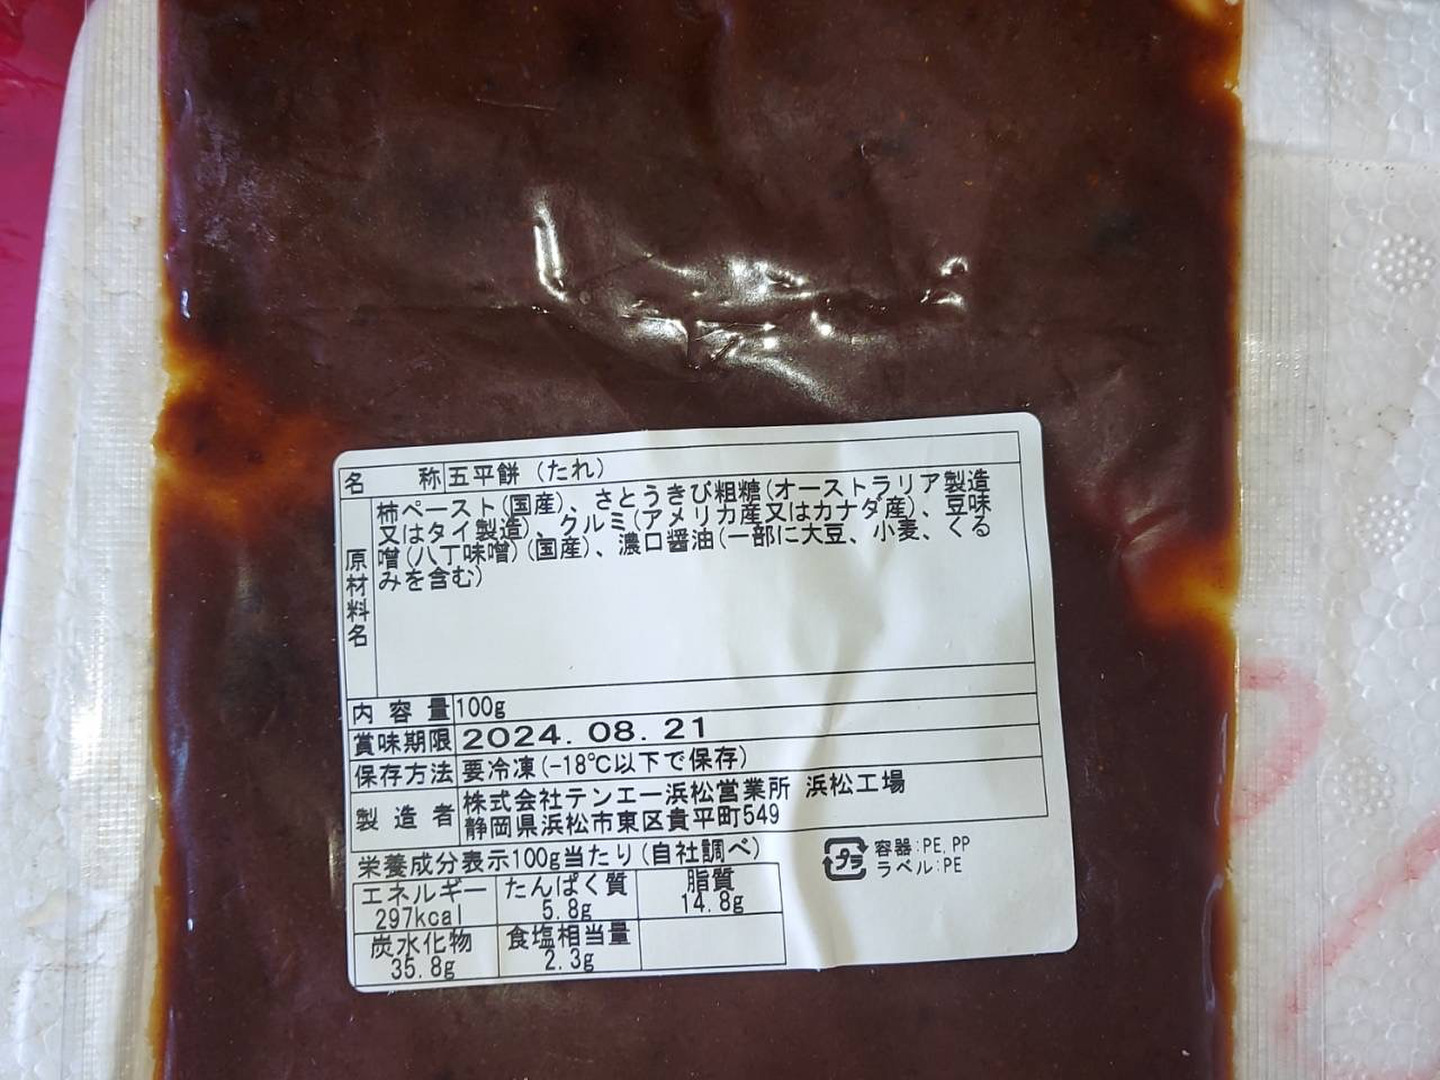 名 称 五平餅 (たれ)
原材料名
柿ペースト(国産)、さとうきび粗糖(オーストラリア製造
又はタイ製造)、クルミ(アメリカ産又はカナダ産)、豆味
噌(八丁味噌)(国産)、濃口醤油(一部に大豆、小麦、くる
みを含む)
内容量 100g
賞味期限 2024.08.21
保存方法 要冷凍(-18℃以下で保存)
製造者 株式会社テンエー浜松営業所 浜松工場
静岡県浜松市東区貴平町549
栄養成分表示100g当たり(自社調べ)
エネルギー たんぱく質 脂質
297kcal 5.8g 14.8g
炭水化物 食塩相当量
35.8g 2.3g
プラ 容器:PE,PP
ラベル:PE